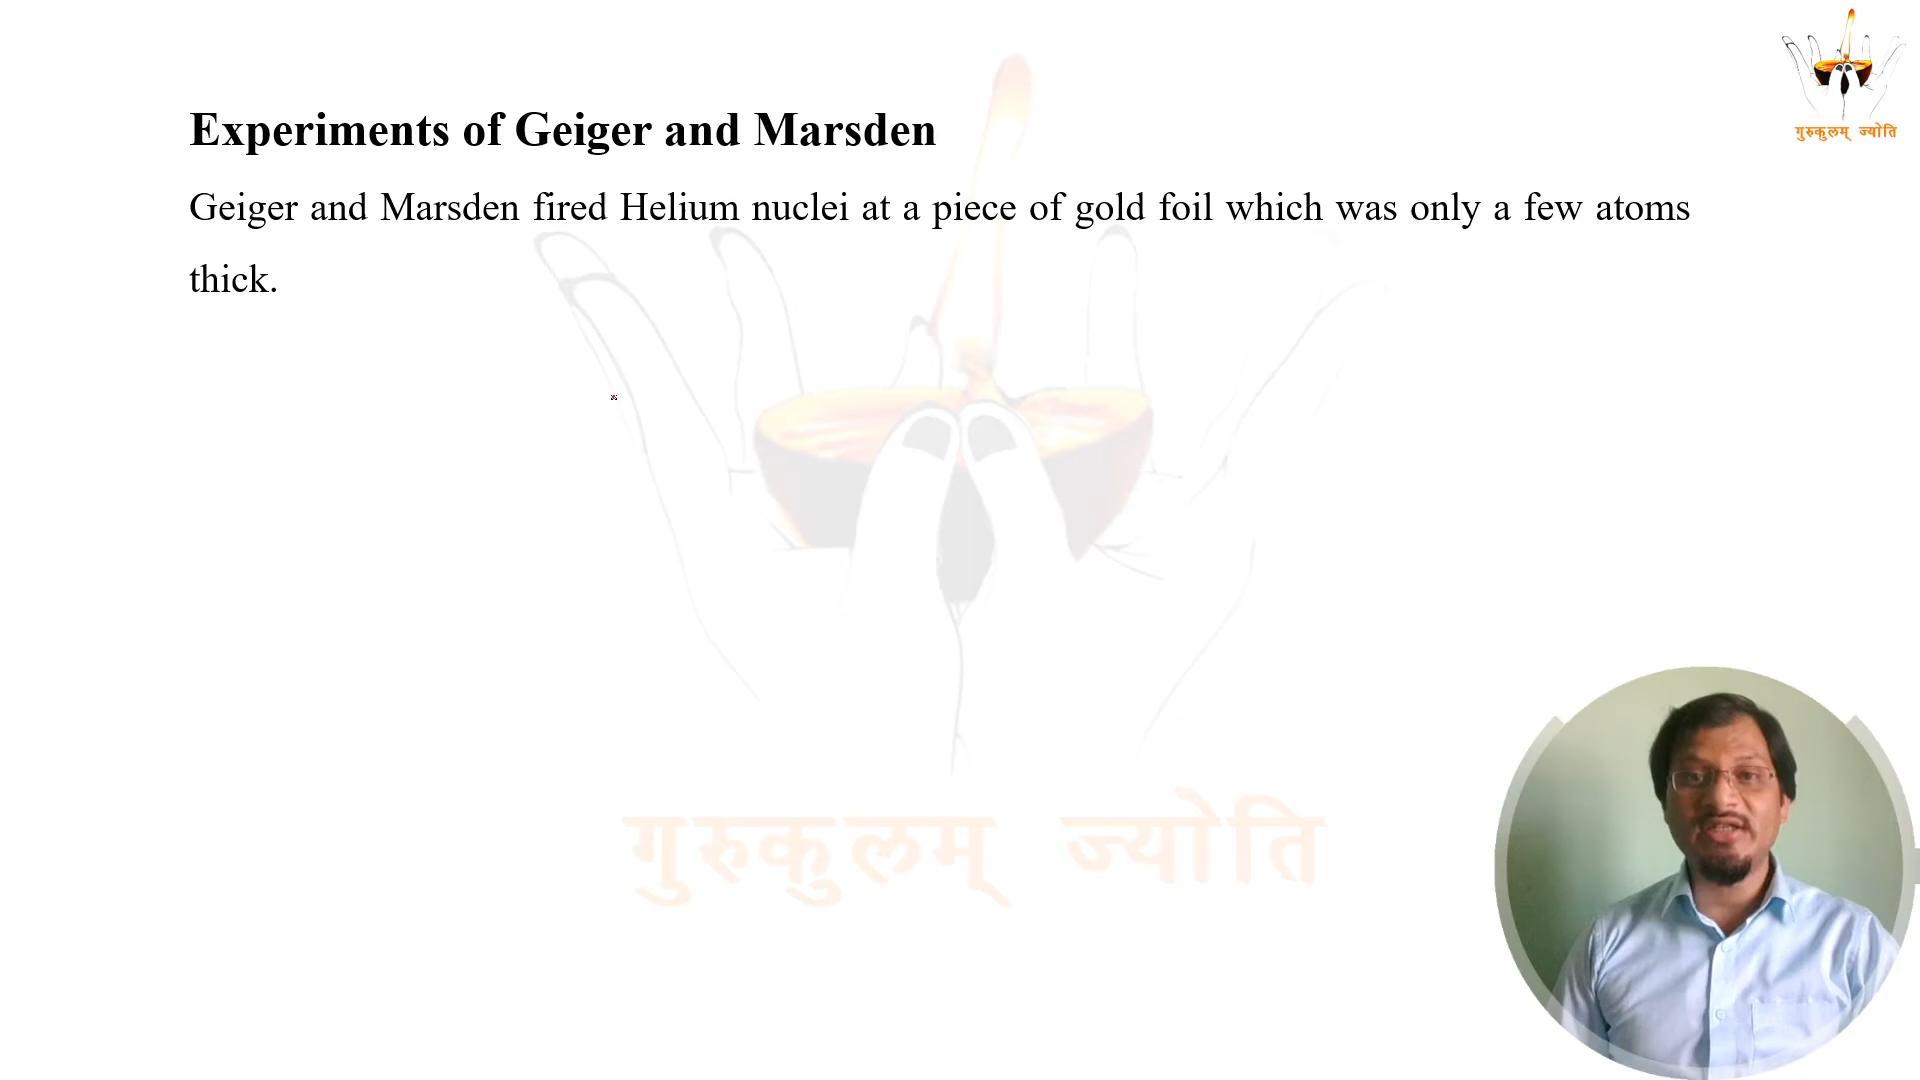 Experiments of Geiger and Marsden
Geiger and Marsden fired Helium nuclei at a piece of gold foil which was only a few atoms
thick.
गुरुकुलम् ज्योति
गुरुकुलम् ज्योति